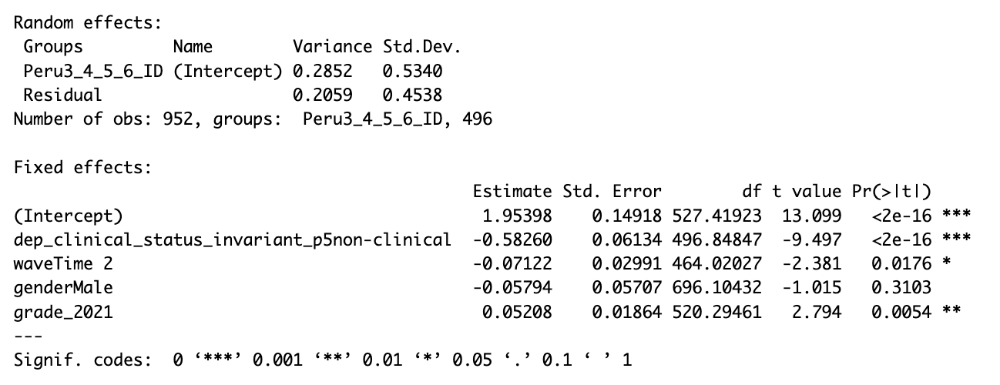 Random effects:
 Groups        Name        Variance Std.Dev.
 Peru3_4_5_6_ID (Intercept) 0.2852   0.5340
 Residual                   0.2059   0.4538
Number of obs: 952, groups:  Peru3_4_5_6_ID, 496
Fixed effects:
                                          Estimate Std. Error        df t value Pr(>|t|)
(Intercept)                                1.95398    0.14918 527.41923  13.099   <2e-16 ***
dep_clinical_status_invariant_p5non-clinical  -0.58260    0.06134 496.84847  -9.497   <2e-16 ***
waveTime 2                                -0.07122    0.02991 464.02027  -2.381   0.0176 *
genderMale                                -0.05794    0.05707 696.10432  -1.015   0.3103
grade_2021                                 0.05208    0.01864 520.29461   2.794   0.0054 **
---
Signif. codes:  0 ‘***’ 0.001 ‘**’ 0.01 ‘*’ 0.05 ‘.’ 0.1 ‘ ’ 1